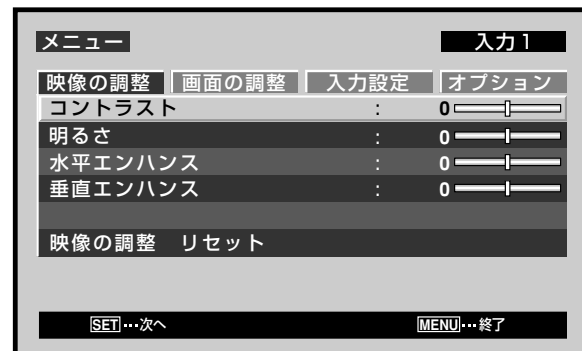 メニュー 入力1
映像の調整 画面の調整 入力設定 オプション
コントラスト : 0
明るさ : 0
水平エンハンス : 0
垂直エンハンス : 0
映像の調整 リセット
SET…次へ MENU…終了